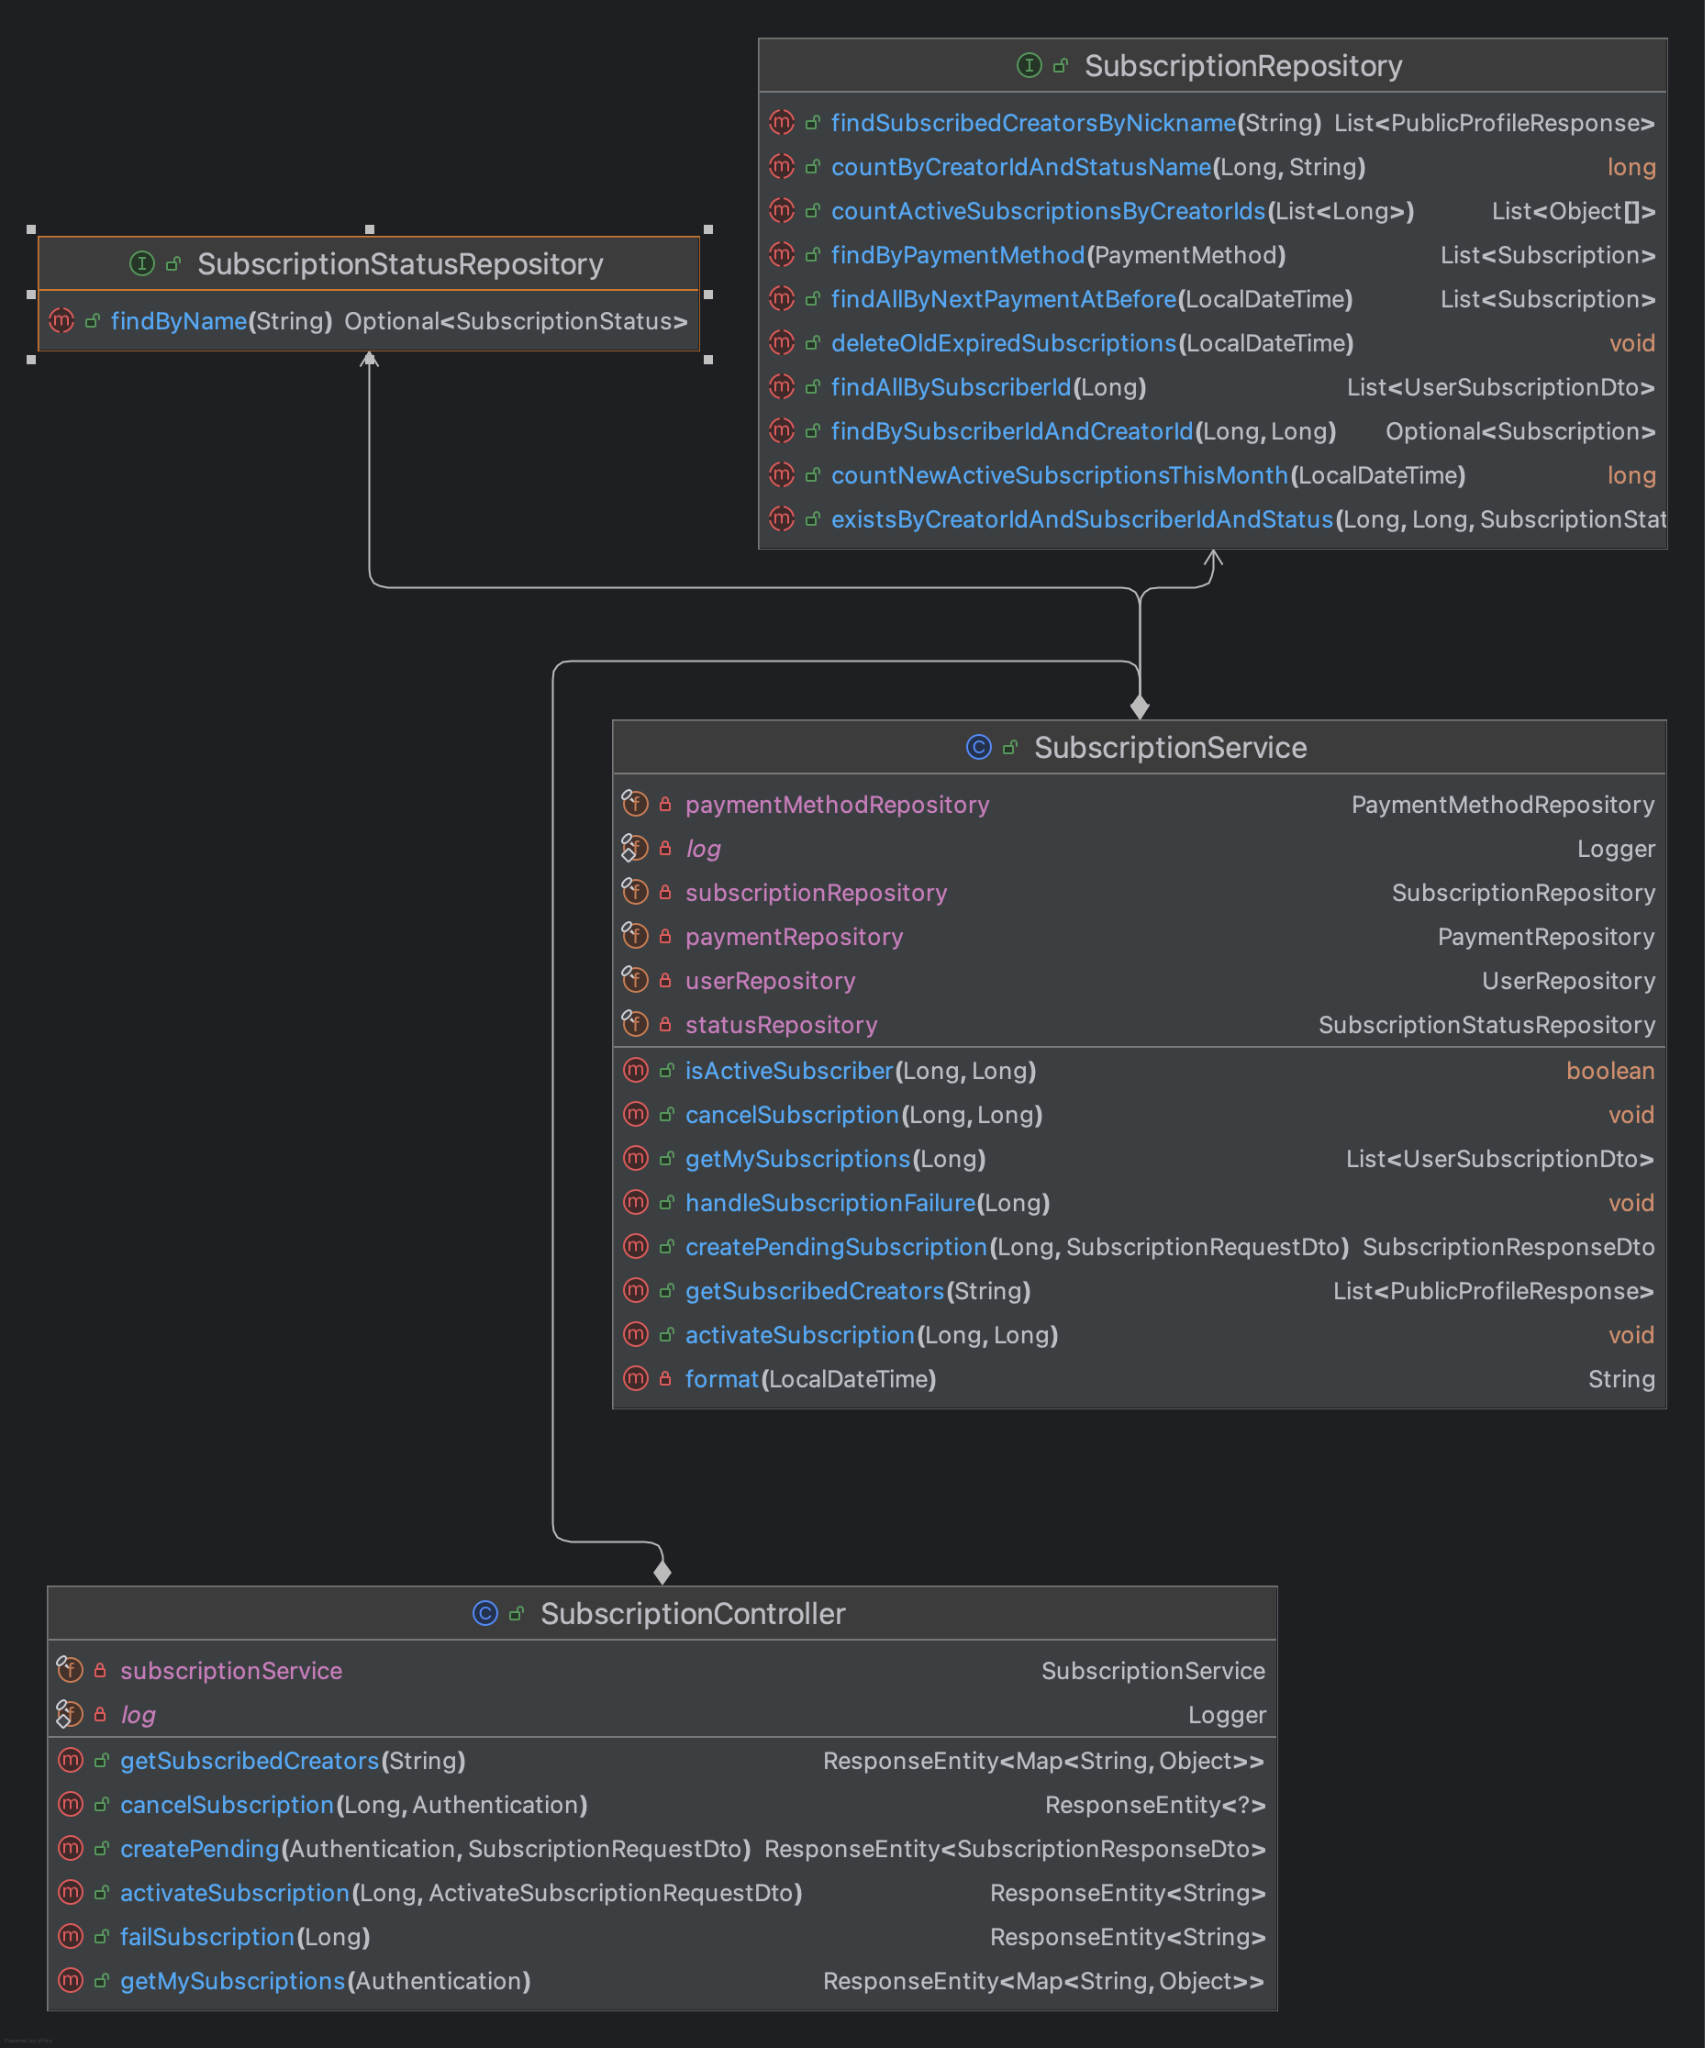 SubscriptionRepository
findSubscribedCreatorsByNickname(String) List<PublicProfileResponse>
countByCreatorIdAndStatusName(Long, String) long
countActiveSubscriptionsByCreatorIds(List<Long>) List<Object[]>
findByPaymentMethod(PaymentMethod) List<Subscription>
findAllByNextPaymentAtBefore(LocalDateTime) List<Subscription>
deleteOldExpiredSubscriptions(LocalDateTime) void
findAllBySubscriberId(Long) List<UserSubscriptionDto>
findBySubscriberIdAndCreatorId(Long, Long) Optional<Subscription>
countNewActiveSubscriptionsThisMonth(LocalDateTime) long
existsByCreatorIdAndSubscriberIdAndStatus(Long, Long, SubscriptionStat
SubscriptionStatusRepository
findByName(String) Optional<SubscriptionStatus>
SubscriptionService
paymentMethodRepository PaymentMethodRepository
log Logger
subscriptionRepository SubscriptionRepository
paymentRepository PaymentRepository
userRepository UserRepository
statusRepository SubscriptionStatusRepository
isActiveSubscriber(Long, Long) boolean
cancelSubscription(Long, Long) void
getMySubscriptions(Long) List<UserSubscriptionDto>
handleSubscriptionFailure(Long) void
createPendingSubscription(Long, SubscriptionRequestDto) SubscriptionResponseDto
getSubscribedCreators(String) List<PublicProfileResponse>
activateSubscription(Long, Long) void
format(LocalDateTime) String
SubscriptionController
subscriptionService SubscriptionService
log Logger
getSubscribedCreators(String) ResponseEntity<Map<String, Object>>
cancelSubscription(Long, Authentication) ResponseEntity<?>
createPending(Authentication, SubscriptionRequestDto) ResponseEntity<SubscriptionResponseDto>
activateSubscription(Long, ActivateSubscriptionRequestDto) ResponseEntity<String>
failSubscription(Long) ResponseEntity<String>
getMySubscriptions(Authentication) ResponseEntity<Map<String, Object>>